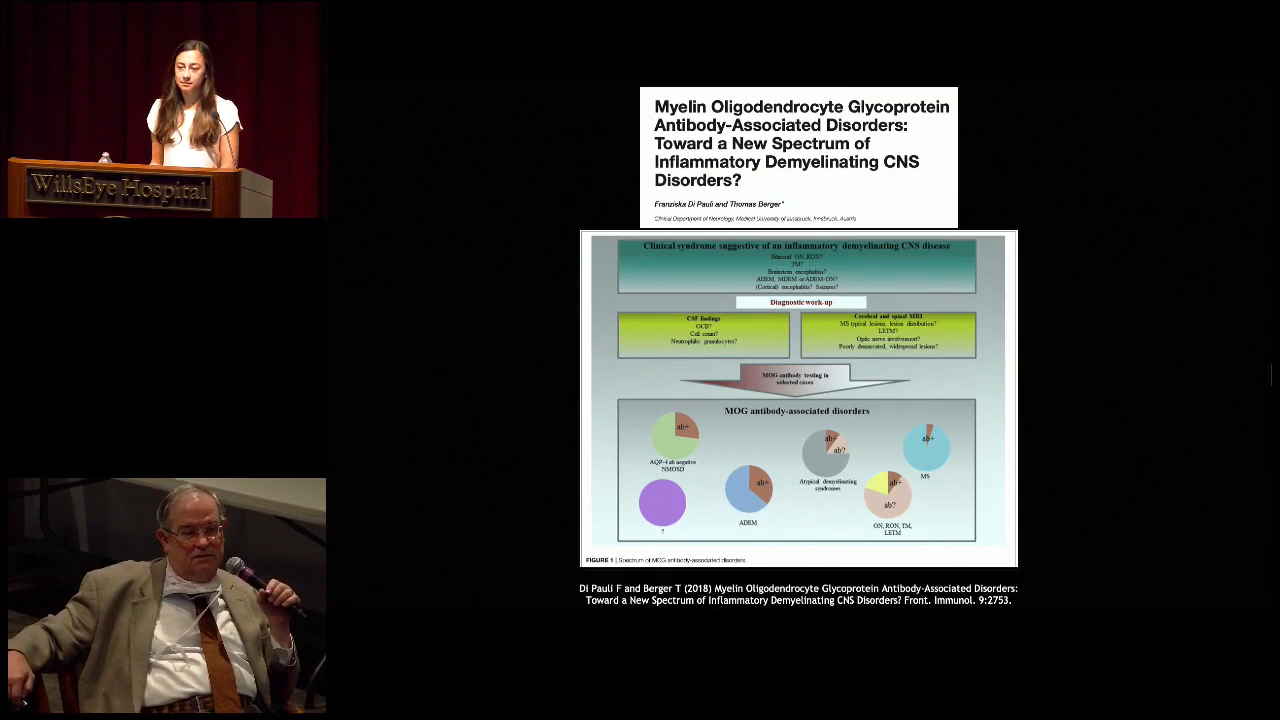 WillsEye Hospital
Myelin Oligodendrocyte Glycoprotein
Antibody-Associated Disorders:
Toward a New Spectrum of
Inflammatory Demyelinating CNS
Disorders?
Franziska Di Pauli and Thomas Berger*
Clinical Department of Neurology, Medical University of Innsbruck, Innsbruck, Austria
Clinical syndrome suggestive of an inflammatory demyelinating CNS disease
Bilateral ON, RON?
TM?
Brainstem encephalitis?
ADEM, MDEM or ADEM-ON?
(Cortical) encephalitis? Seizures?
Diagnostic work-up
CSF findings
OCB?
Cell count?
Neutrophilic granulocytes?
Cerebral and spinal MRI
MS typical lesions, lesion distribution?
LETM?
Optic nerve involvement?
Poorly demarcated, widespread lesions?
MOG antibody testing in
selected cases
MOG antibody-associated disorders
ab+
AQP-4 ab negative
NMOSD
?
ab+
ADEM
ab+
ab?
Atypical demyelinating
syndromes
ab+
MS
ab+
ab?
ON, RON, TM,
LETM
FIGURE 1 | Spectrum of MOG antibody-associated disorders.
Di Pauli F and Berger T (2018) Myelin Oligodendrocyte Glycoprotein Antibody-Associated Disorders:
Toward a New Spectrum of Inflammatory Demyelinating CNS Disorders? Front. Immunol. 9:2753.